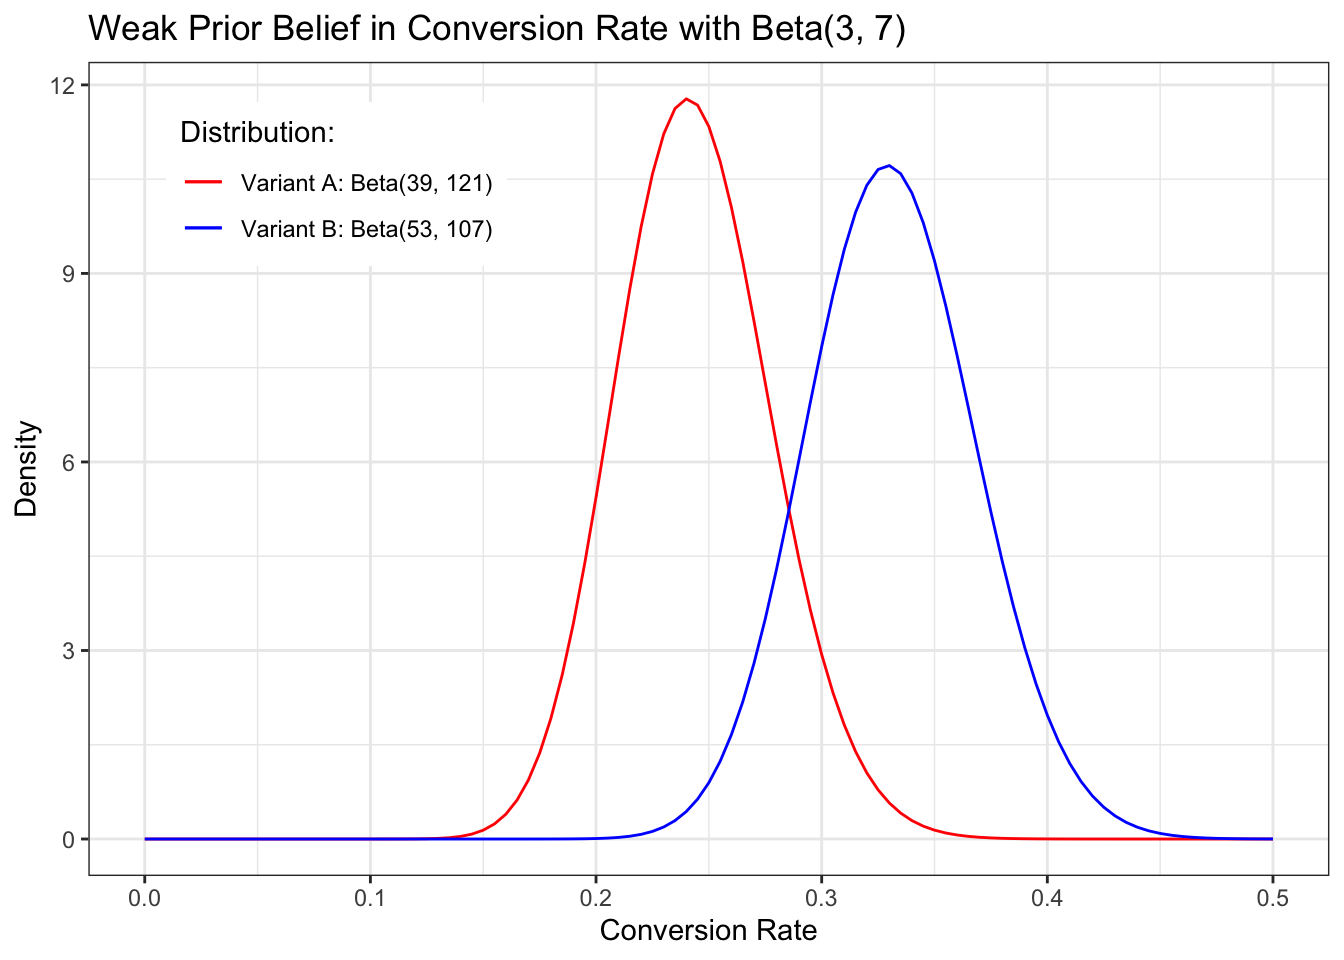 Weak Prior Belief in Conversion Rate with Beta(3, 7)
12
9
6
3
0
Density
Distribution:
Variant A: Beta(39, 121)
Variant B: Beta(53, 107)
0.0 0.1 0.2 0.3 0.4 0.5
Conversion Rate